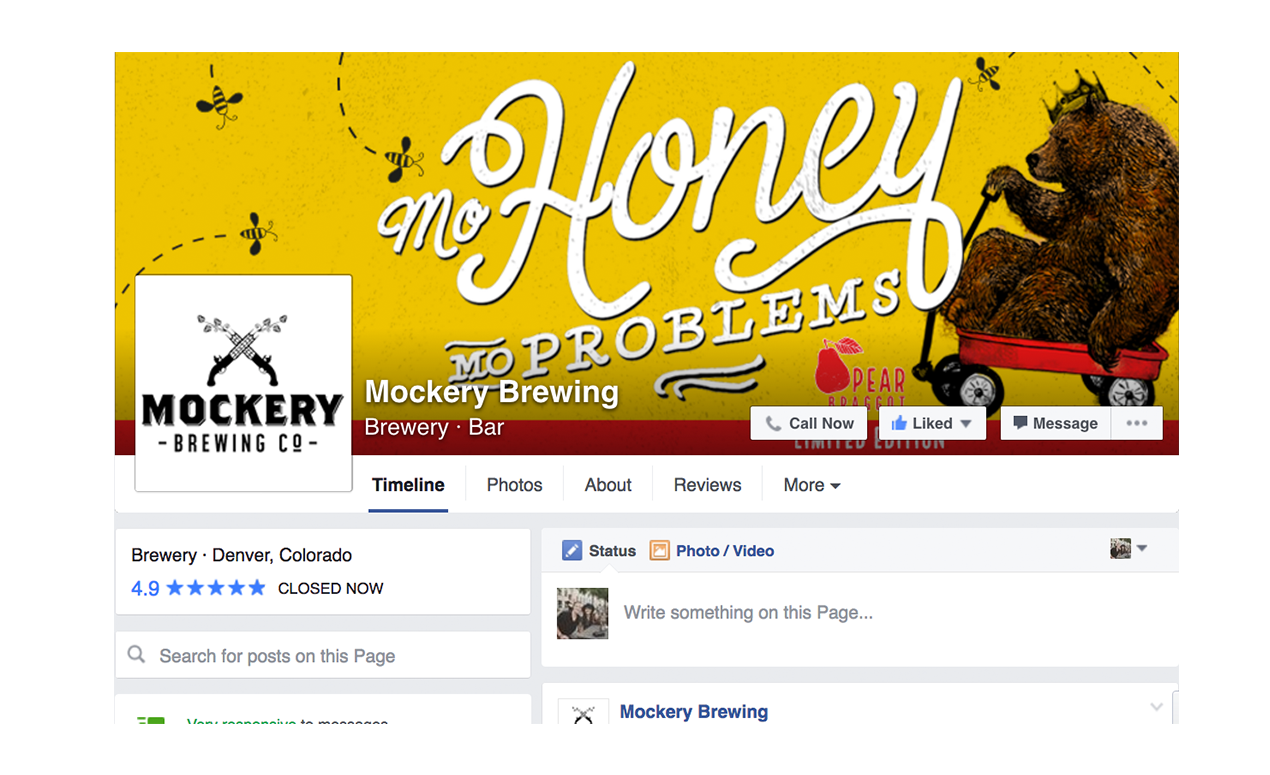 Mo Honey
MO PROBLEMS
PEAR
BRAGGOT
LIMITED EDITION
MOCKERY
-BREWING CO-
Mockery Brewing
Brewery · Bar
Call Now
Liked
Message
Timeline
Photos
About
Reviews
More
Brewery · Denver, Colorado
4.9 ★★★★★ CLOSED NOW
Search for posts on this Page
Very responsive to messages
Status
Photo / Video
Write something on this Page...
Mockery Brewing